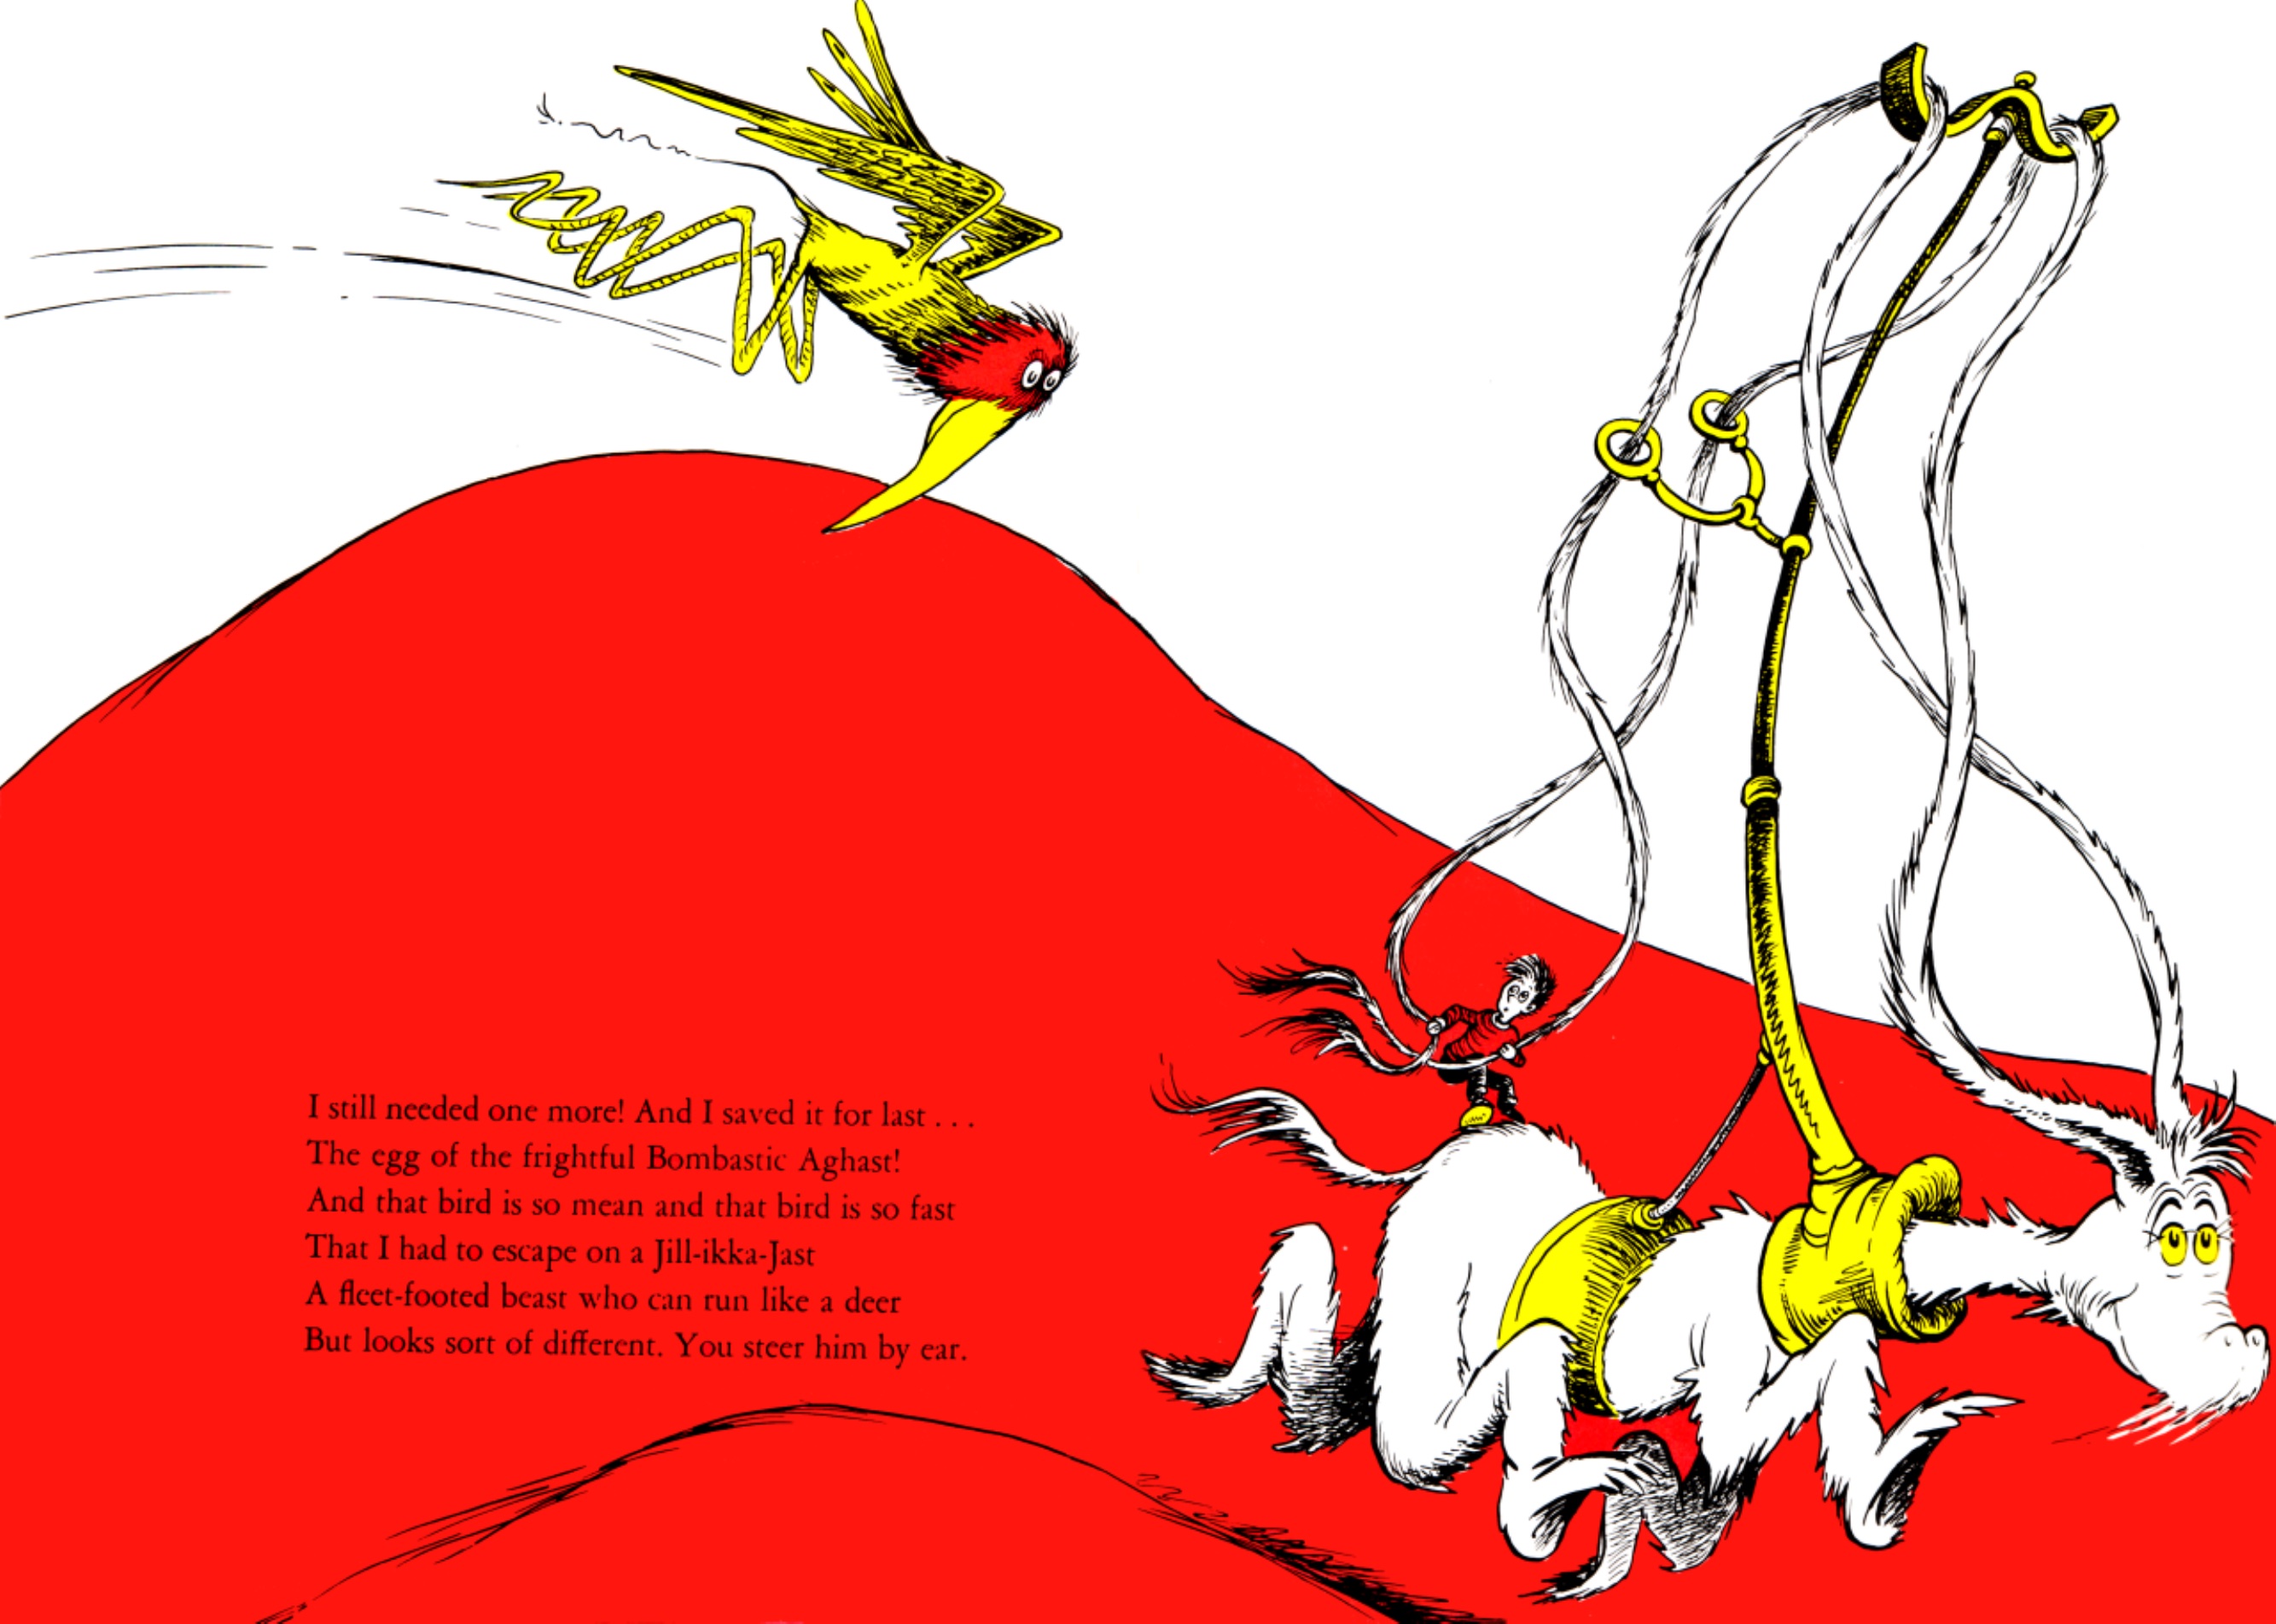 I still needed one more! And I saved it for last . . .
The egg of the frightful Bombastic Aghast!
And that bird is so mean and that bird is so fast
That I had to escape on a Jill-ikka-Jast
A fleet-footed beast who can run like a deer
But looks sort of different. You steer him by ear.